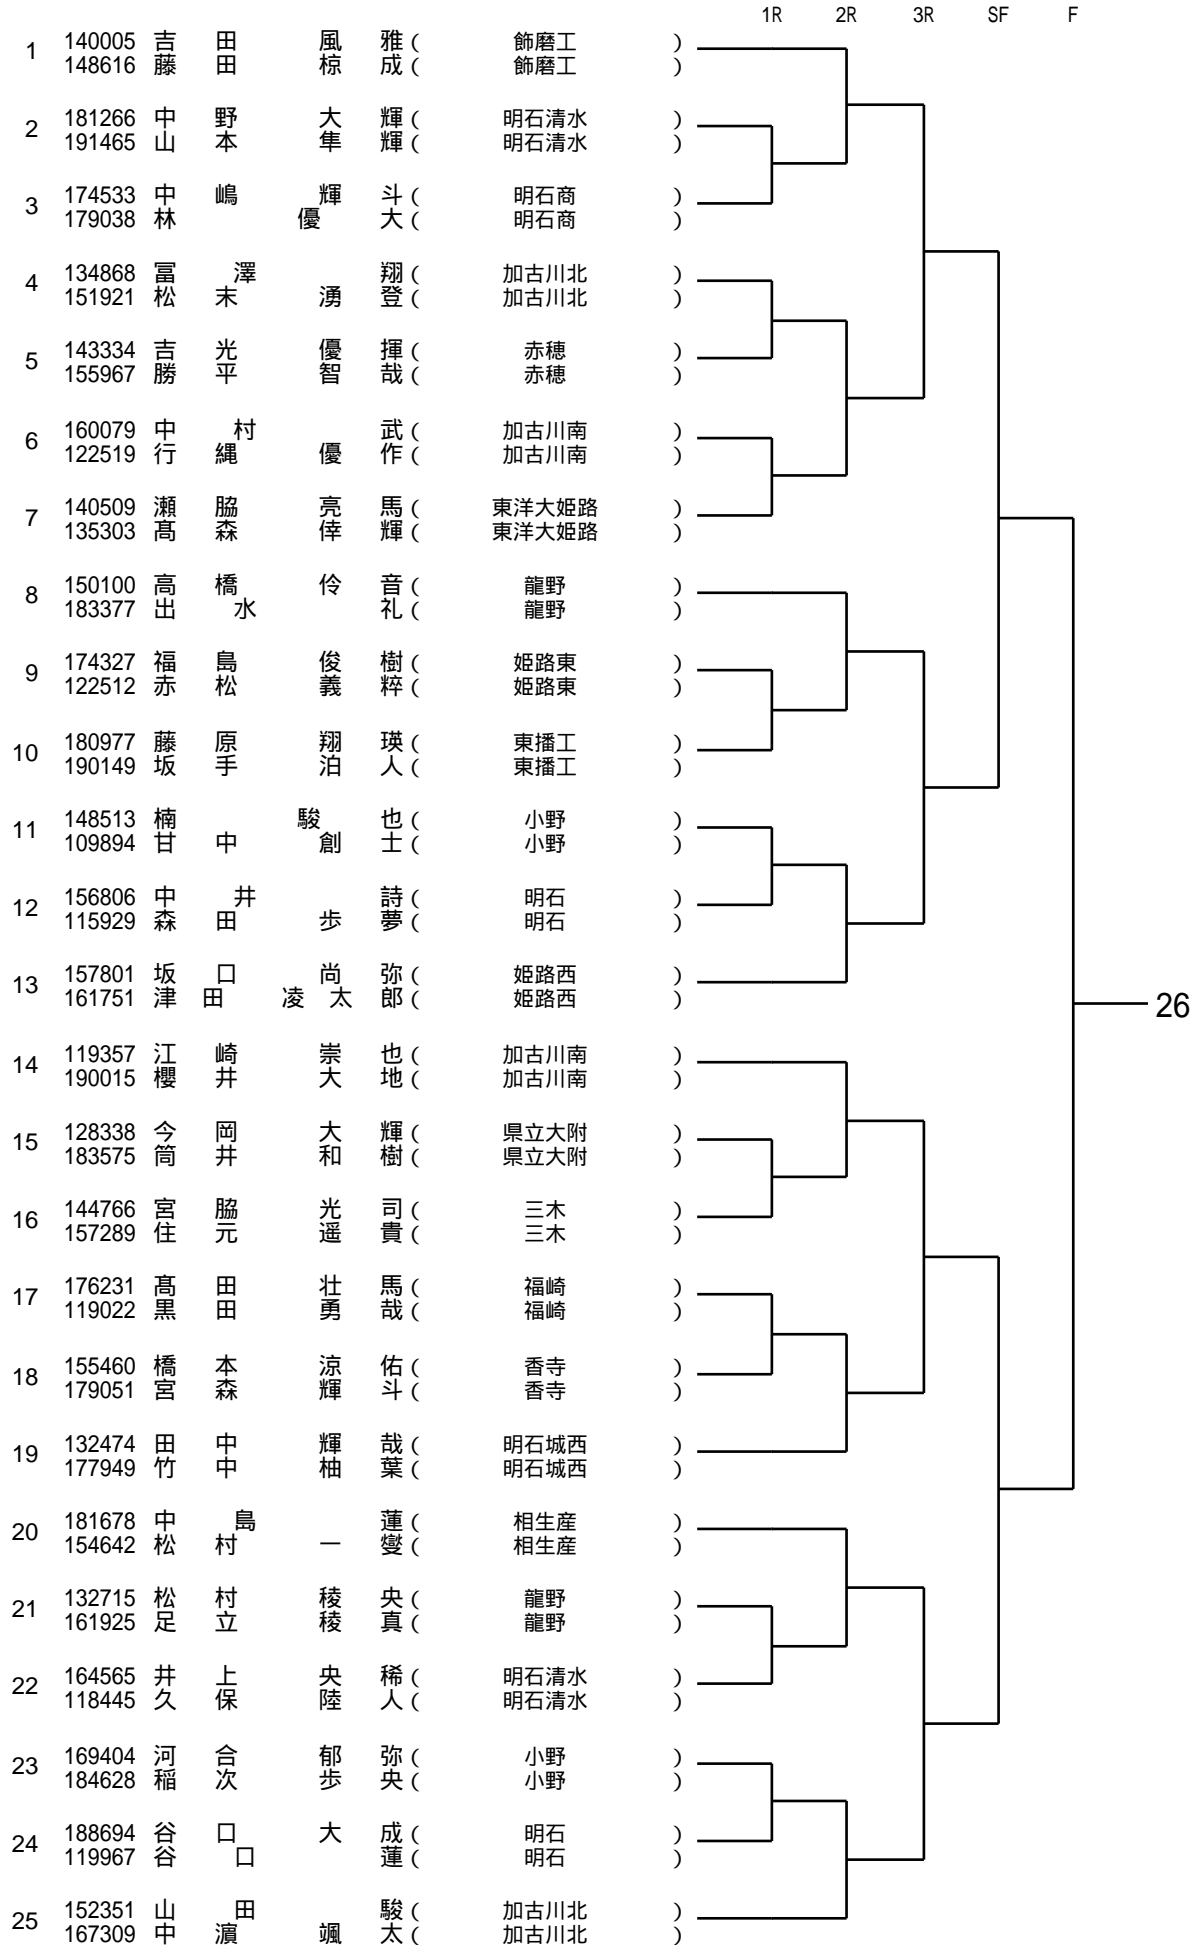 1R 2R 3R SF F
1 140005 吉 田 風 雅 ( 飾磨工 )
148616 藤 田 椋 成 ( 飾磨工 )
2 181266 中 野 大 輝 ( 明石清水 )
191465 山 本 隼 輝 ( 明石清水 )
3 174533 中 嶋 輝 斗 ( 明石商 )
179038 林 優 大 ( 明石商 )
4 134868 冨 澤 翔 ( 加古川北 )
151921 松 末 湧 登 ( 加古川北 )
5 143334 吉 光 優 揮 ( 赤穂 )
155967 勝 平 智 哉 ( 赤穂 )
6 160079 中 村 武 ( 加古川南 )
122519 行 縄 優 作 ( 加古川南 )
7 140509 瀬 脇 亮 馬 ( 東洋大姫路 )
135303 髙 森 倖 輝 ( 東洋大姫路 )
8 150100 高 橋 伶 音 ( 龍野 )
183377 出 水 礼 ( 龍野 )
9 174327 福 島 俊 樹 ( 姫路東 )
122512 赤 松 義 粹 ( 姫路東 )
10 180977 藤 原 翔 瑛 ( 東播工 )
190149 坂 手 泊 人 ( 東播工 )
11 148513 楠 駿 也 ( 小野 )
109894 甘 中 創 士 ( 小野 )
12 156806 中 井 詩 ( 明石 )
115929 森 田 歩 夢 ( 明石 )
13 157801 坂 口 尚 弥 ( 姫路西 )
161751 津 田 凌 太 郎 ( 姫路西 )
26
14 119357 江 崎 崇 也 ( 加古川南 )
190015 櫻 井 大 地 ( 加古川南 )
15 128338 今 岡 大 輝 ( 県立大附 )
183575 筒 井 和 樹 ( 県立大附 )
16 144766 宮 脇 光 司 ( 三木 )
157289 住 元 遥 貴 ( 三木 )
17 176231 髙 田 壮 馬 ( 福崎 )
119022 黒 田 勇 哉 ( 福崎 )
18 155460 橋 本 涼 佑 ( 香寺 )
179051 宮 森 輝 斗 ( 香寺 )
19 132474 田 中 輝 哉 ( 明石城西 )
177949 竹 中 柚 葉 ( 明石城西 )
20 181678 中 島 蓮 ( 相生産 )
154642 松 村 一 燮 ( 相生産 )
21 132715 松 村 稜 央 ( 龍野 )
161925 足 立 稜 真 ( 龍野 )
22 164565 井 上 央 稀 ( 明石清水 )
118445 久 保 陸 人 ( 明石清水 )
23 169404 河 合 郁 弥 ( 小野 )
184628 稲 次 歩 央 ( 小野 )
24 188694 谷 口 大 成 ( 明石 )
119967 谷 口 蓮 ( 明石 )
25 152351 山 田 駿 ( 加古川北 )
167309 中 濵 颯 太 ( 加古川北 )